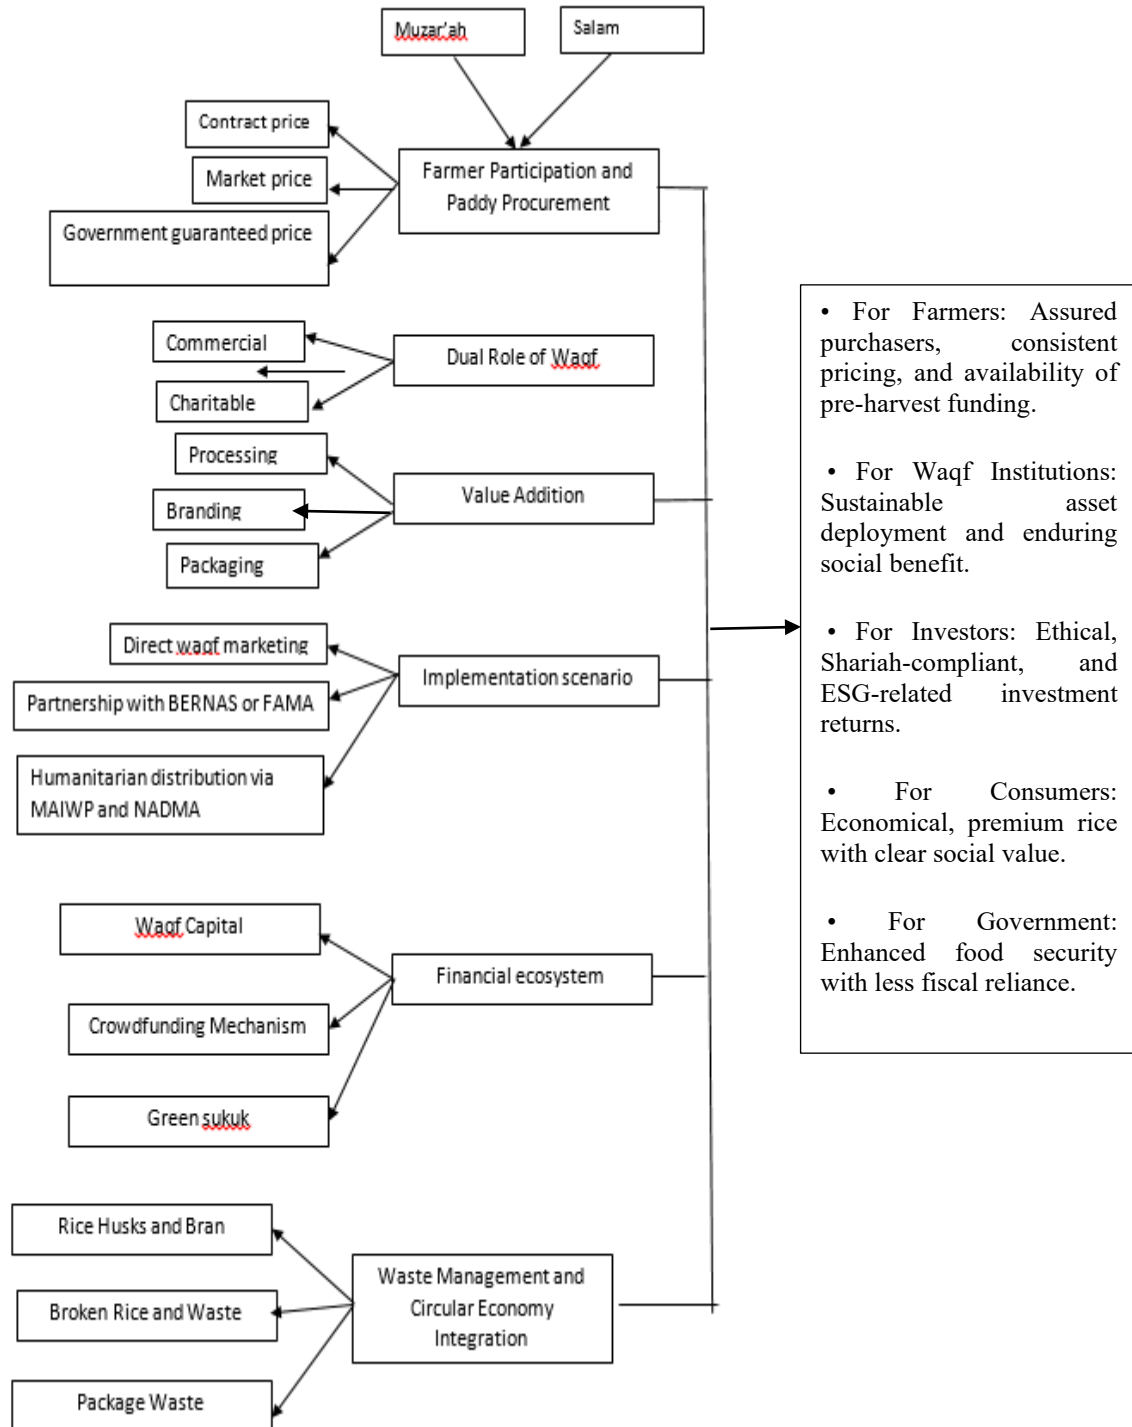 Muzar'ah
Salam
Contract price
Market price
Government guaranteed price
Farmer Participation and
Paddy Procurement
Commercial
Charitable
Dual Role of Waqf
Processing
Branding
Packaging
Value Addition
Direct waqf marketing
Partnership with BERNAS or FAMA
Humanitarian distribution via
MAIWP and NADMA
Implementation scenario
Waqf Capital
Crowdfunding Mechanism
Green sukuk
Financial ecosystem
Rice Husks and Bran
Broken Rice and Waste
Package Waste
Waste Management and
Circular Economy
Integration
• For Farmers: Assured
purchasers, consistent
pricing, and availability of
pre-harvest funding.
• For Waqf Institutions:
Sustainable asset
deployment and enduring
social benefit.
• For Investors: Ethical,
Shariah-compliant, and
ESG-related investment
returns.
• For Consumers:
Economical, premium rice
with clear social value.
• For Government:
Enhanced food security
with less fiscal reliance.